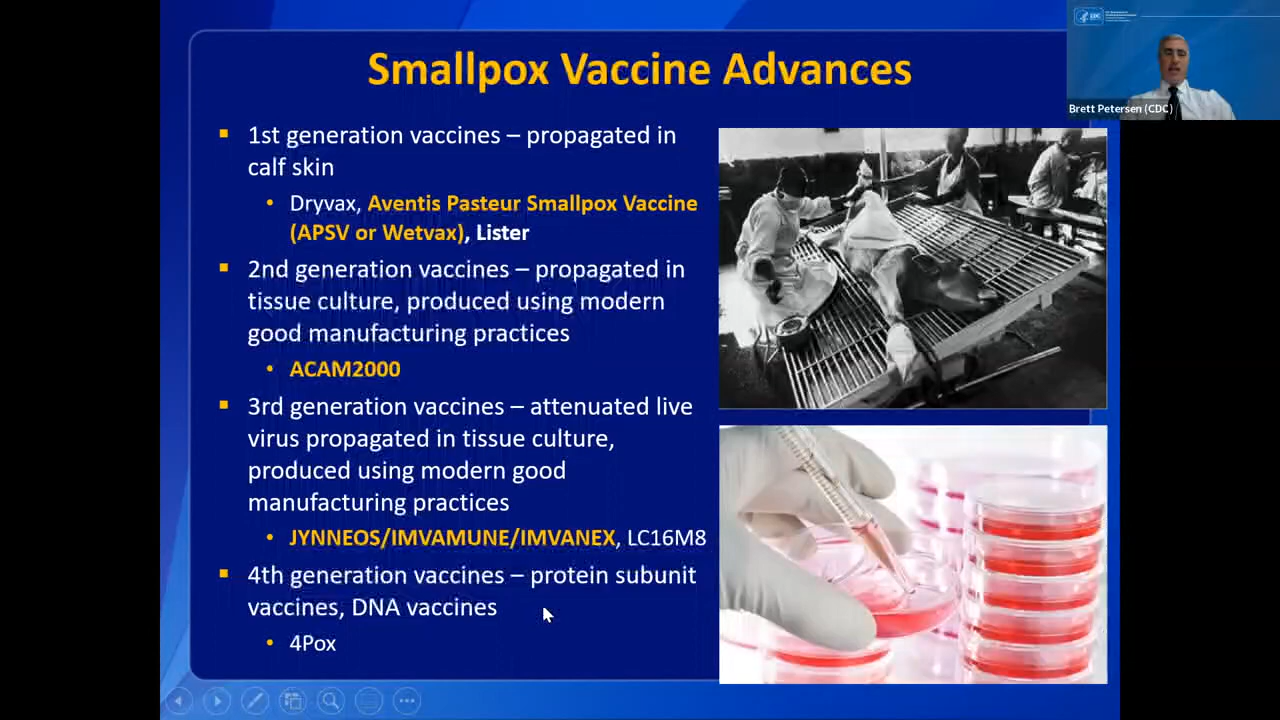 Smallpox Vaccine Advances
1st generation vaccines – propagated in
calf skin
Dryvax, Aventis Pasteur Smallpox Vaccine
(APSV or Wetvax), Lister
2nd generation vaccines – propagated in
tissue culture, produced using modern
good manufacturing practices
ACAM2000
3rd generation vaccines – attenuated live
virus propagated in tissue culture,
produced using modern good
manufacturing practices
JYNNEOS/IMVAMUNE/IMVANEX, LC16M8
4th generation vaccines – protein subunit
vaccines, DNA vaccines
4Pox
CDC
Brett Petersen (CDC)